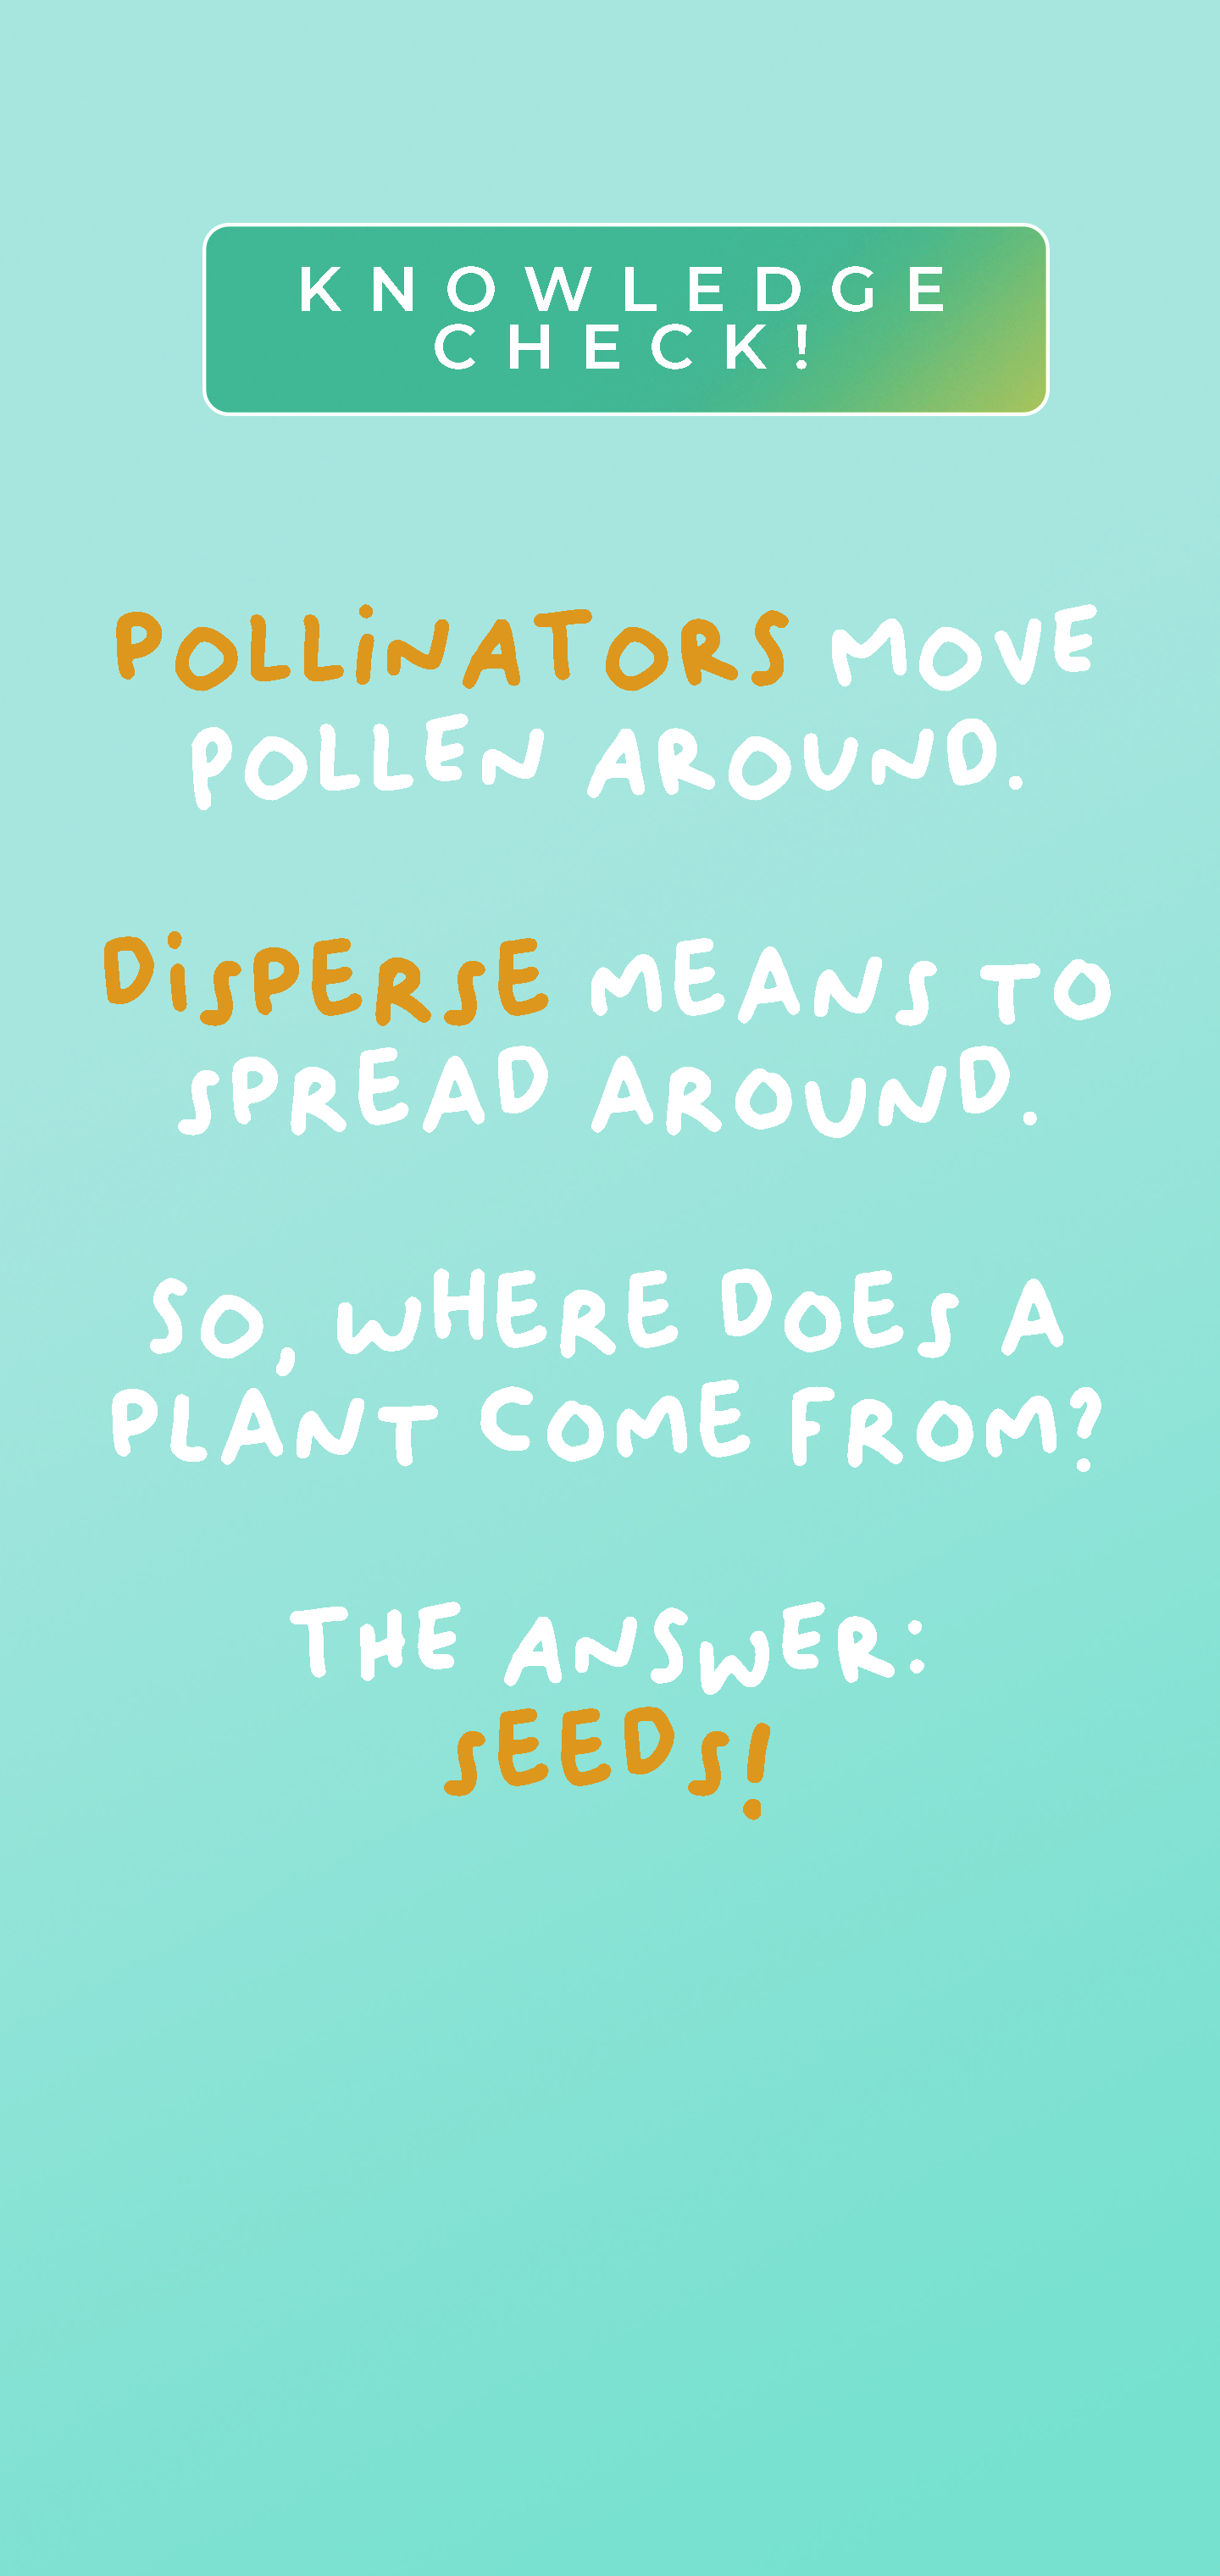 KNOWLEDGE
CHECK!
POLLiNATORS MOVE
POLLEN AROUND.
DiSPERSE MEANS TO
SPREAD AROUND.
SO, WHERE DOES A
PLANT COME FROM?
THE ANSWER:
SEEDS!